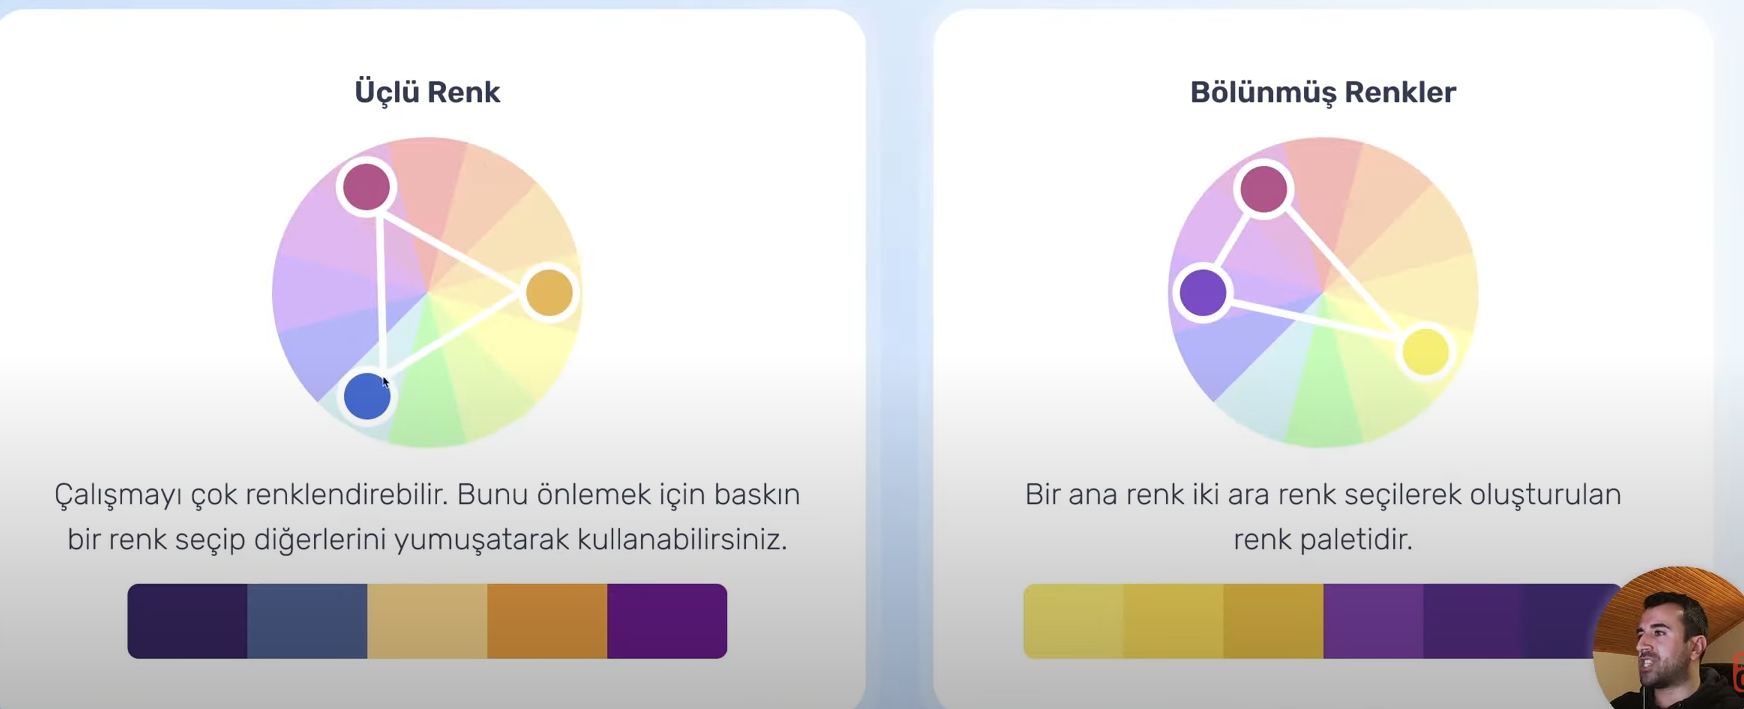 Üçlü Renk
Çalışmayı çok renklendirebilir. Bunu önlemek için baskın
bir renk seçip diğerlerini yumuşatarak kullanabilirsiniz.
Bölünmüş Renkler
Bir ana renk iki ara renk seçilerek oluşturulan
renk paletidir.